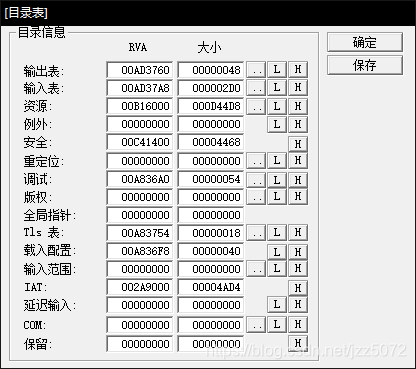 [目录表]
目录信息
RVA 大小
确定
保存
输出表: 00AD3760 00000048 .. L H
输入表: 00AD37A8 000002D0 .. L H
资源: 00B16000 000D44D8 .. L H
例外: 00000000 00000000 L H
安全: 00C41400 00004468 H
重定位: 00000000 00000000 .. L H
调试: 00A836A0 00000054 .. L H
版权: 00000000 00000000 .. L H
全局指针: 00000000 00000000
Tls 表: 00A83754 00000018 .. L H
载入配置: 00A836F8 00000040 L H
输入范围: 00000000 00000000 .. L H
IAT: 002A9000 00004AD4 H
延迟输入: 00000000 00000000 L H
COM: 00000000 00000000 .. L H
保留: 00000000 00000000 H
https://blog.csdn.net/jzz5072